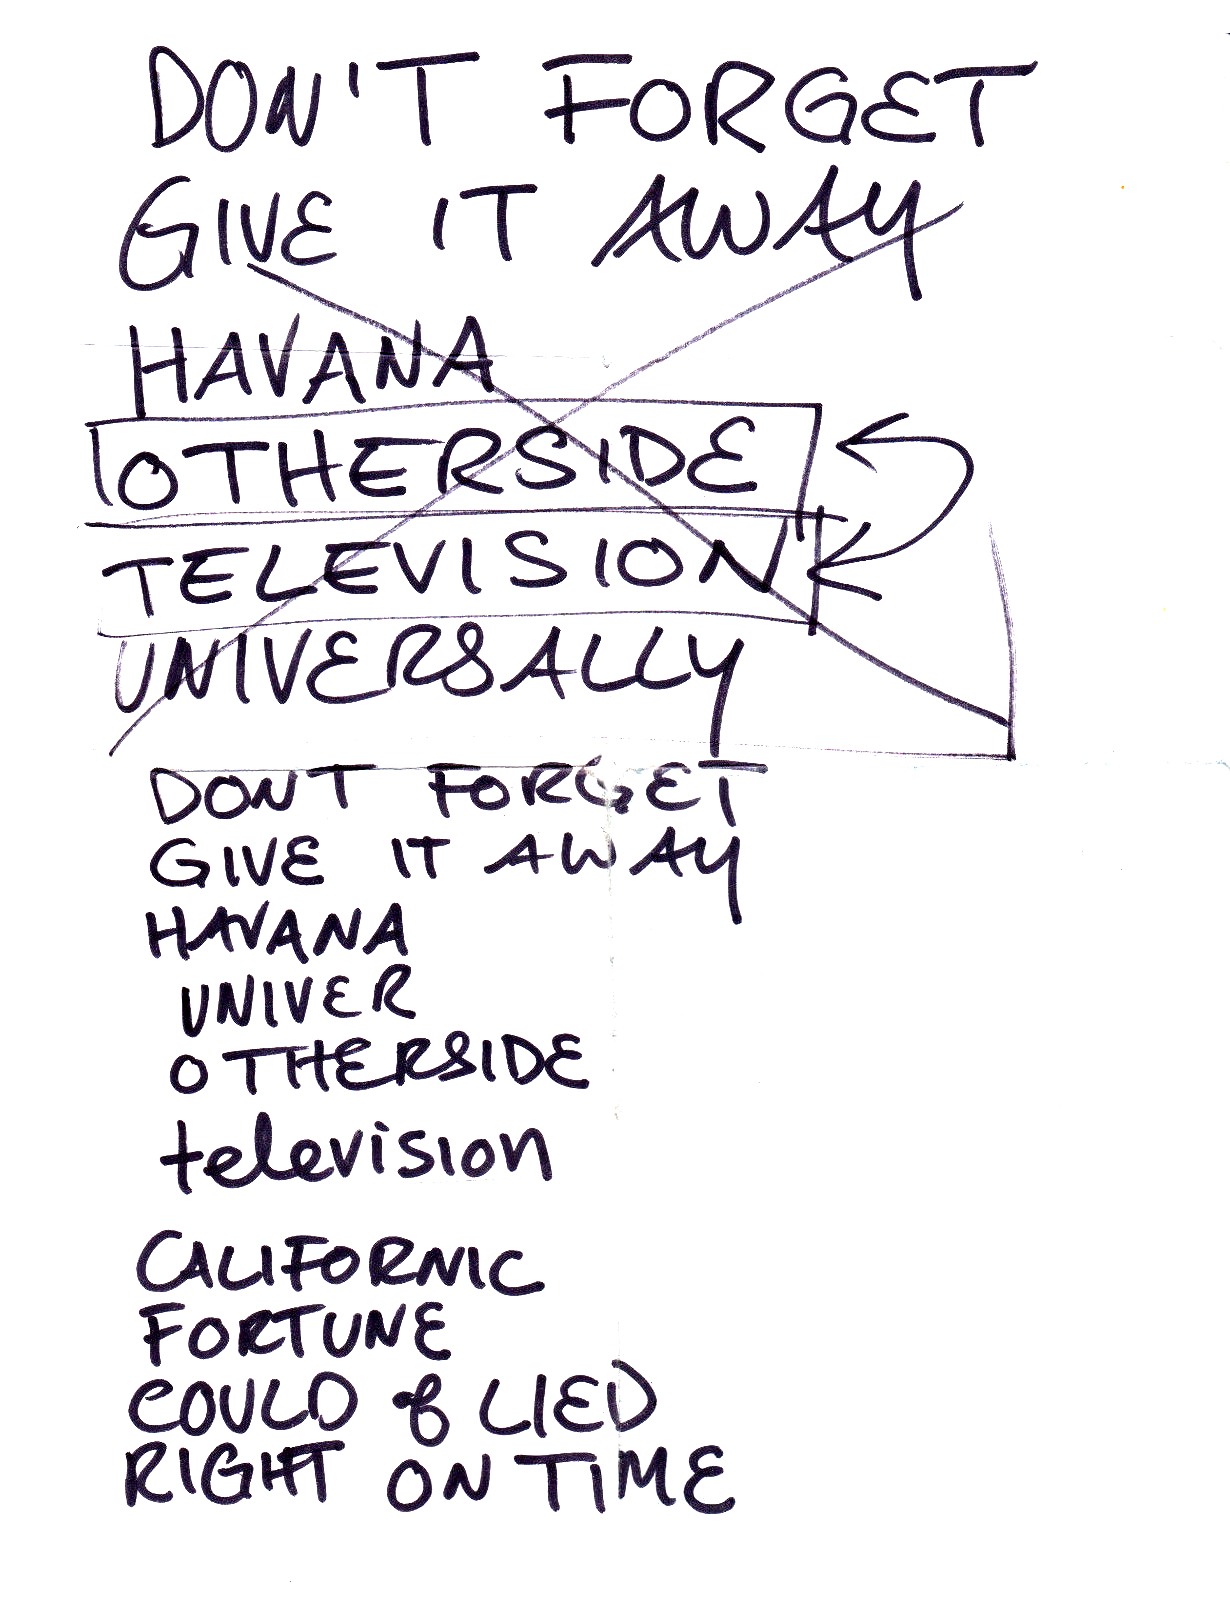 DON'T FORGET
GIVE IT AWAY
HAVANA
OTHERSIDE
TELEVISION
UNIVERSALLY
DONT FORGET
GIVE IT AWAY
HAVANA
UNIVER
OTHERSIDE
television
CALIFORNIC
FORTUNE
COULD of LIED
RIGHT ON TIME